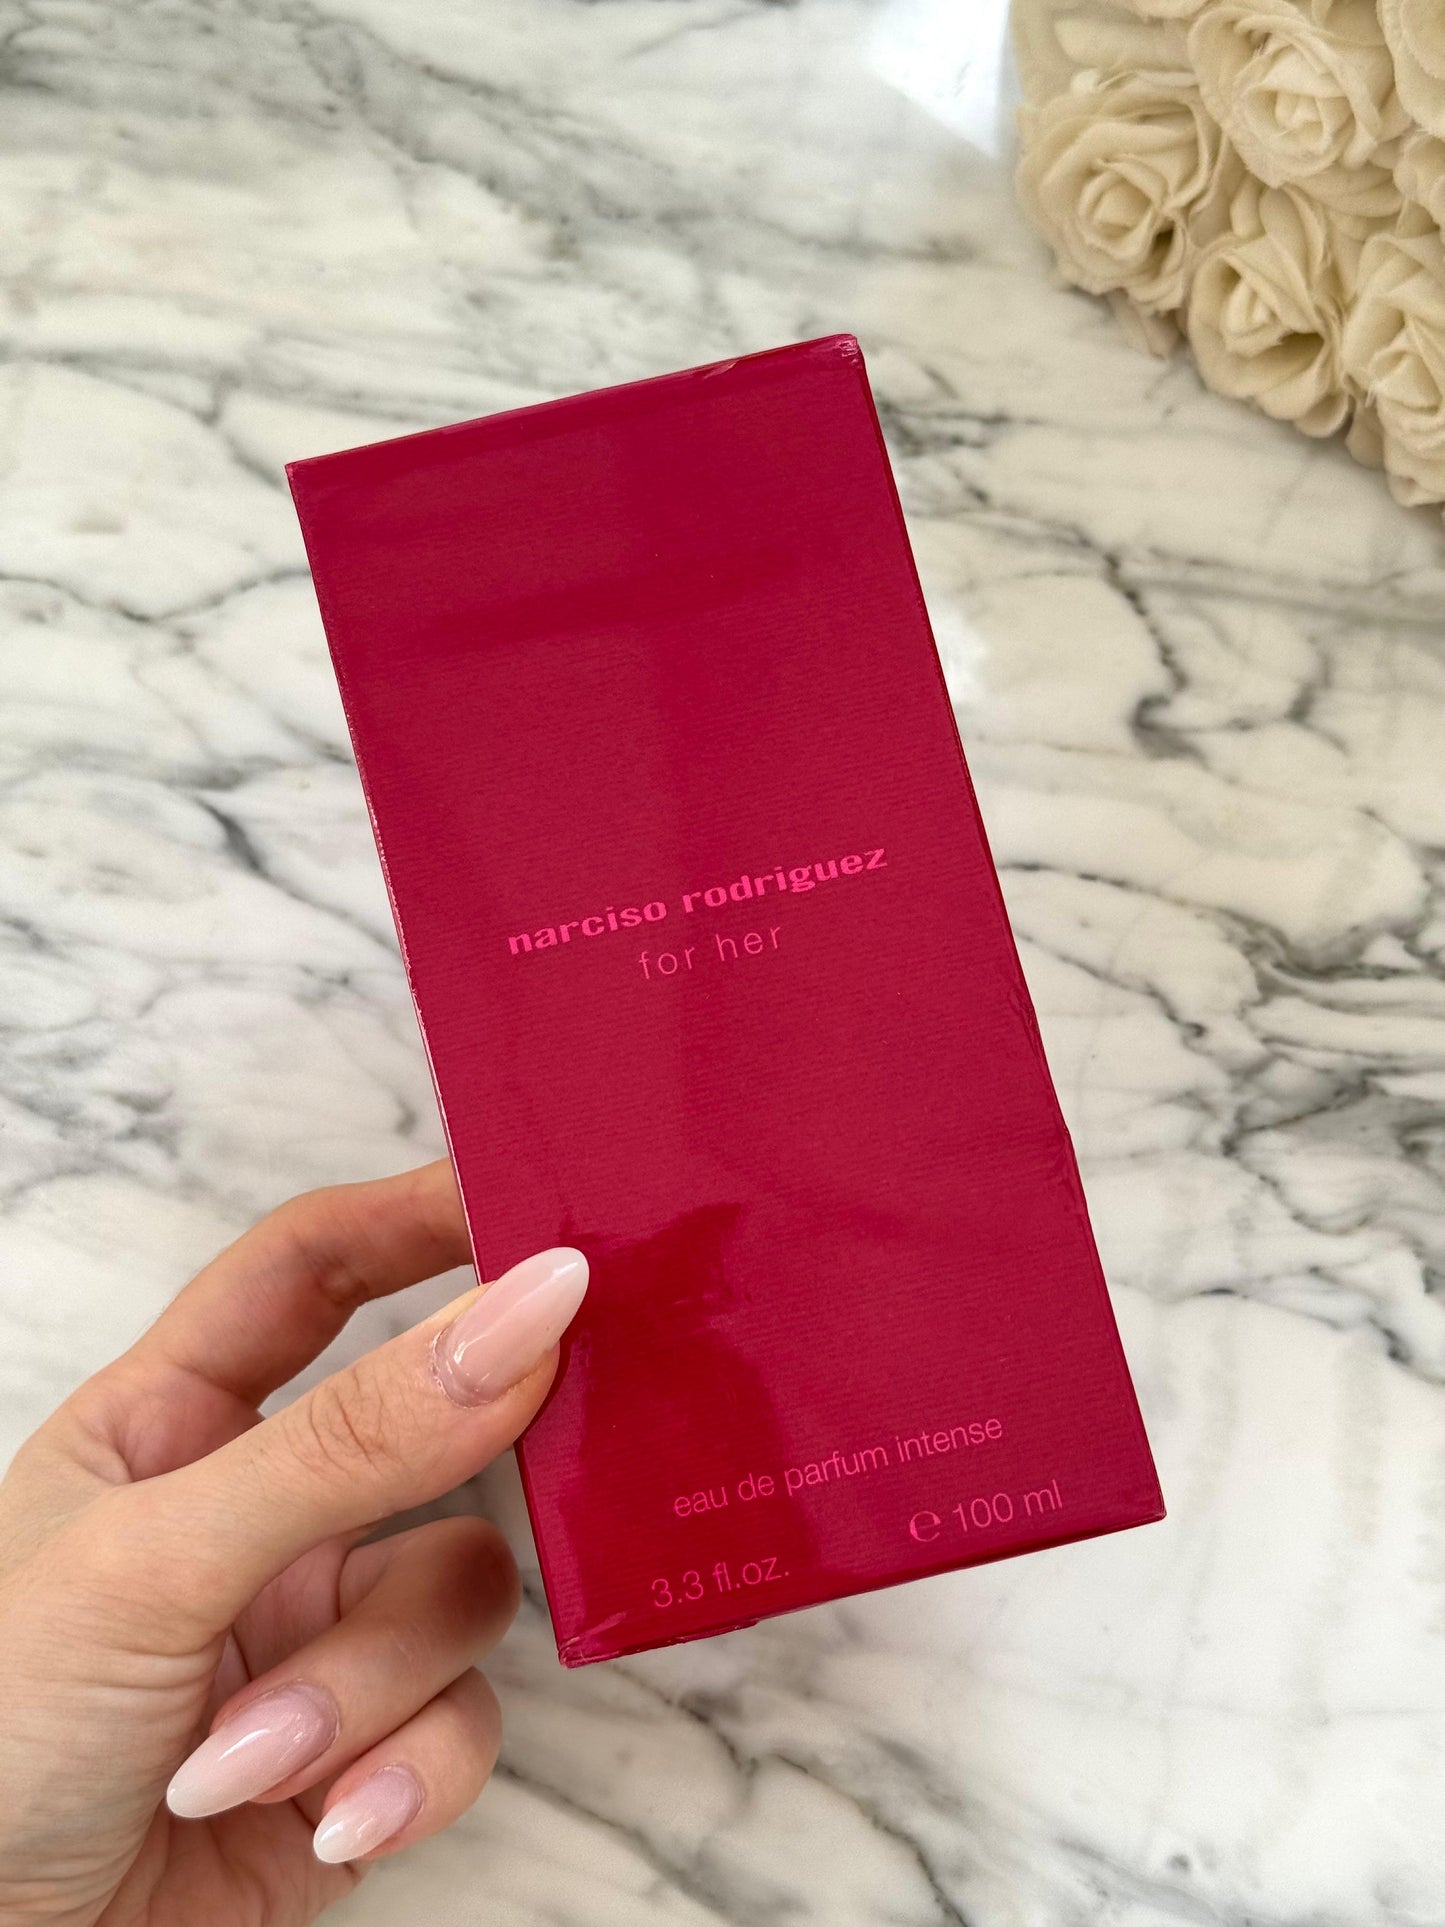 narciso rodriguez
for her
eau de parfum intense
3.3 fl.oz. ℮ 100 ml